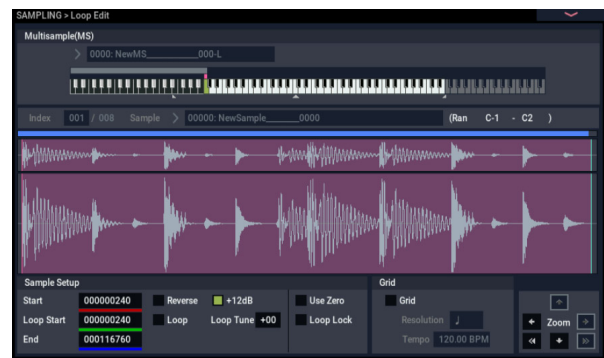 SAMPLING > Loop Edit
Multisample(MS)
0000: NewMS_________000-L
Index 001 / 008 Sample 00000: NewSample____0000 (Ran C-1 - C2 )
Sample Setup Grid
Start 000000240 Reverse +12dB Use Zero Grid
Loop Start 000000240 Loop Loop Tune +00 Loop Lock Resolution ♩ Zoom
End 000116760 Tempo 120.00 BPM